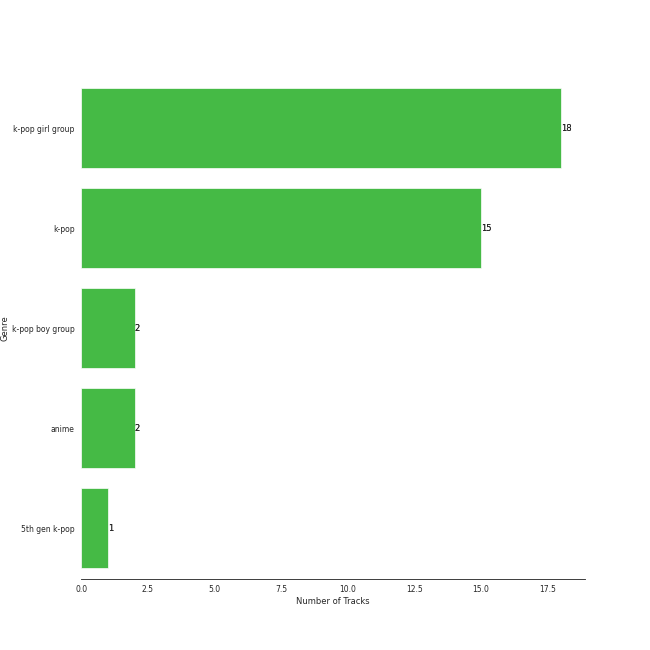 k-pop girl group
18
k-pop
15
k-pop boy group
2
anime
2
5th gen k-pop
1
Genre
0.0 2.5 5.0 7.5 10.0 12.5 15.0 17.5
Number of Tracks